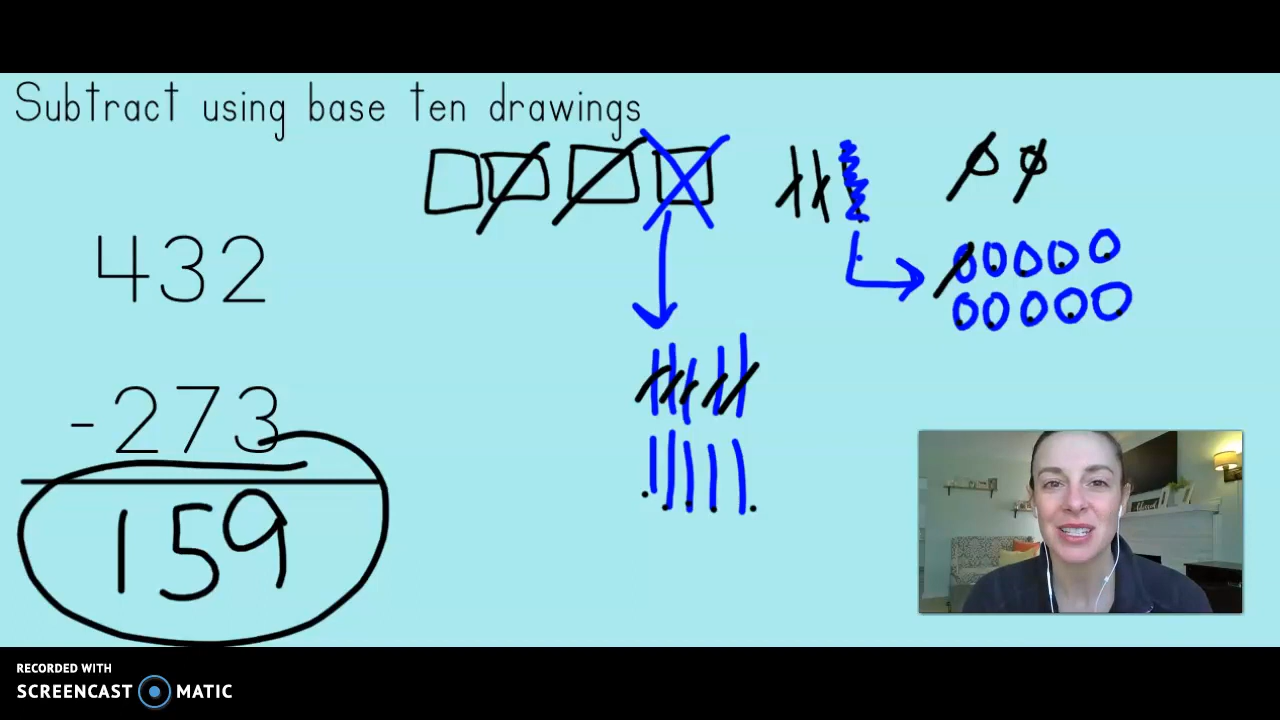 Subtract using base ten drawings
432
-273
159
RECORDED WITH
SCREENCAST MATIC